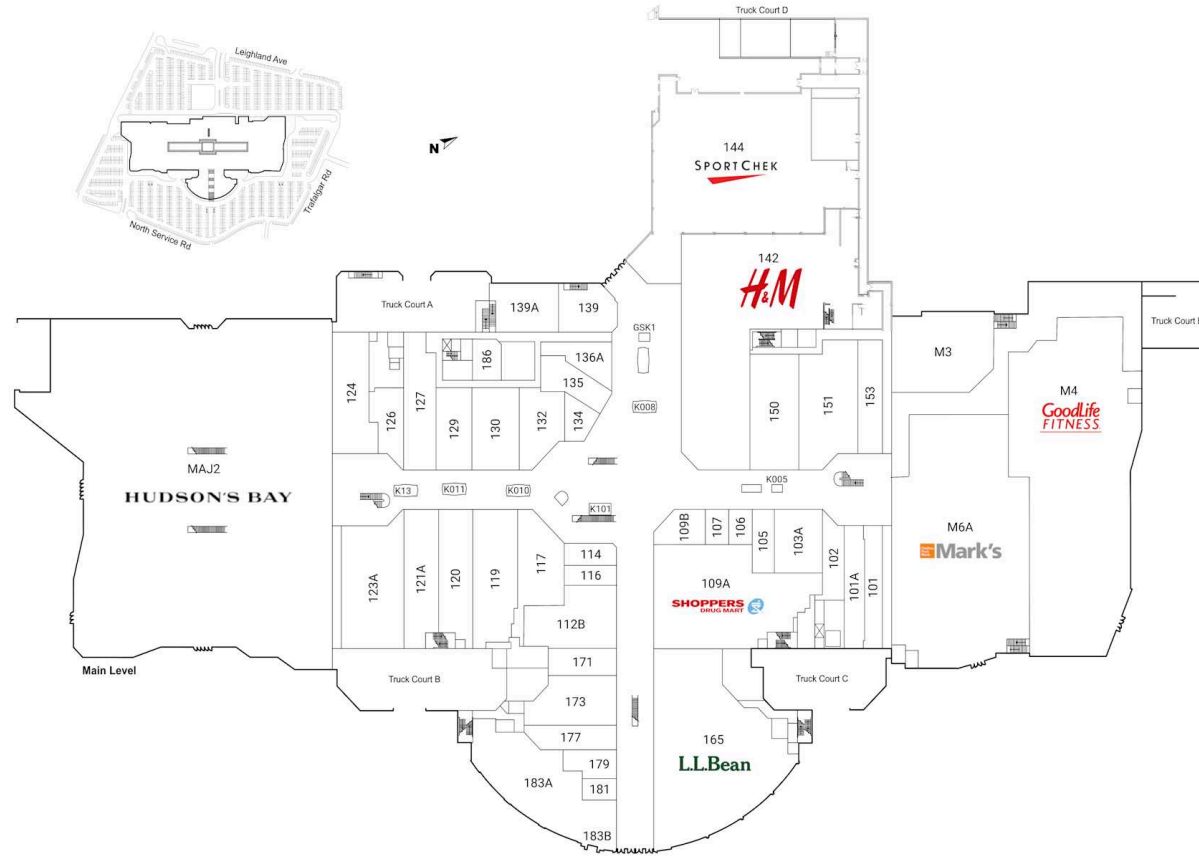 Truck Court D
Leighland Ave
N
144
SPORTCHEK
Trafalgar Rd
North Service Rd
142
H&M
Truck Court A
139A
139
GSK1
Truck Court
186
136A
135
M3
124
126
127
129
130
132
134
K008
150
151
153
M4
GoodLife
FITNESS
MAJ2
HUDSON'S BAY
K13
K011
K010
K101
K005
109B
107
106
105
103A
102
101A
101
M6A
Mark's
123A
121A
120
119
117
114
116
109A
SHOPPERS
DRUG MART
112B
Main Level
171
Truck Court B
Truck Court C
173
177
165
L.L.Bean
179
183A
181
183B